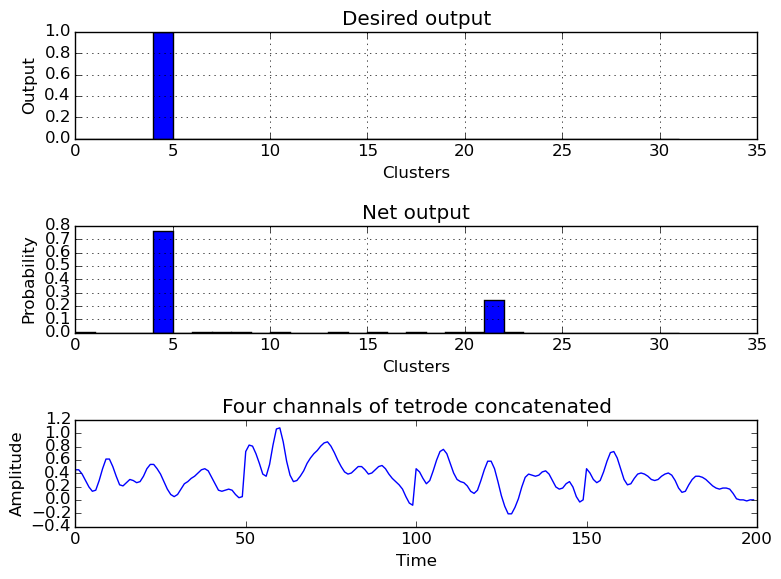 Desired output
1.0
0.8
0.6
0.4
0.2
0.0
Output
0 5 10 15 20 25 30 35
Clusters
Net output
0.8
0.7
0.6
0.5
0.4
0.3
0.2
0.1
0.0
Probability
0 5 10 15 20 25 30 35
Clusters
Four channels of tetrode concatenated
1.2
1.0
0.8
0.6
0.4
0.2
0.0
−0.2
−0.4
Amplitude
0 50 100 150 200
Time